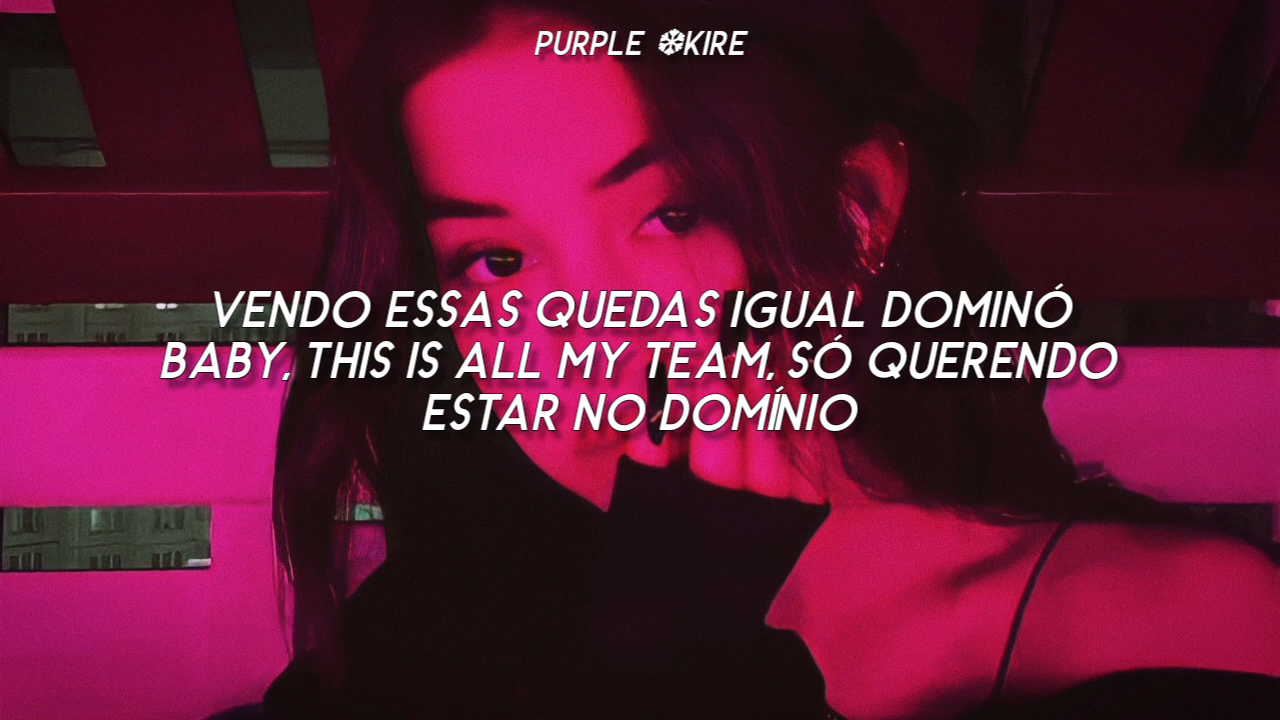 PURPLE ❄KIRE
VENDO ESSAS QUEDAS IGUAL DOMINÓ
BABY, THIS IS ALL MY TEAM, SÓ QUERENDO
ESTAR NO DOMÍNIO